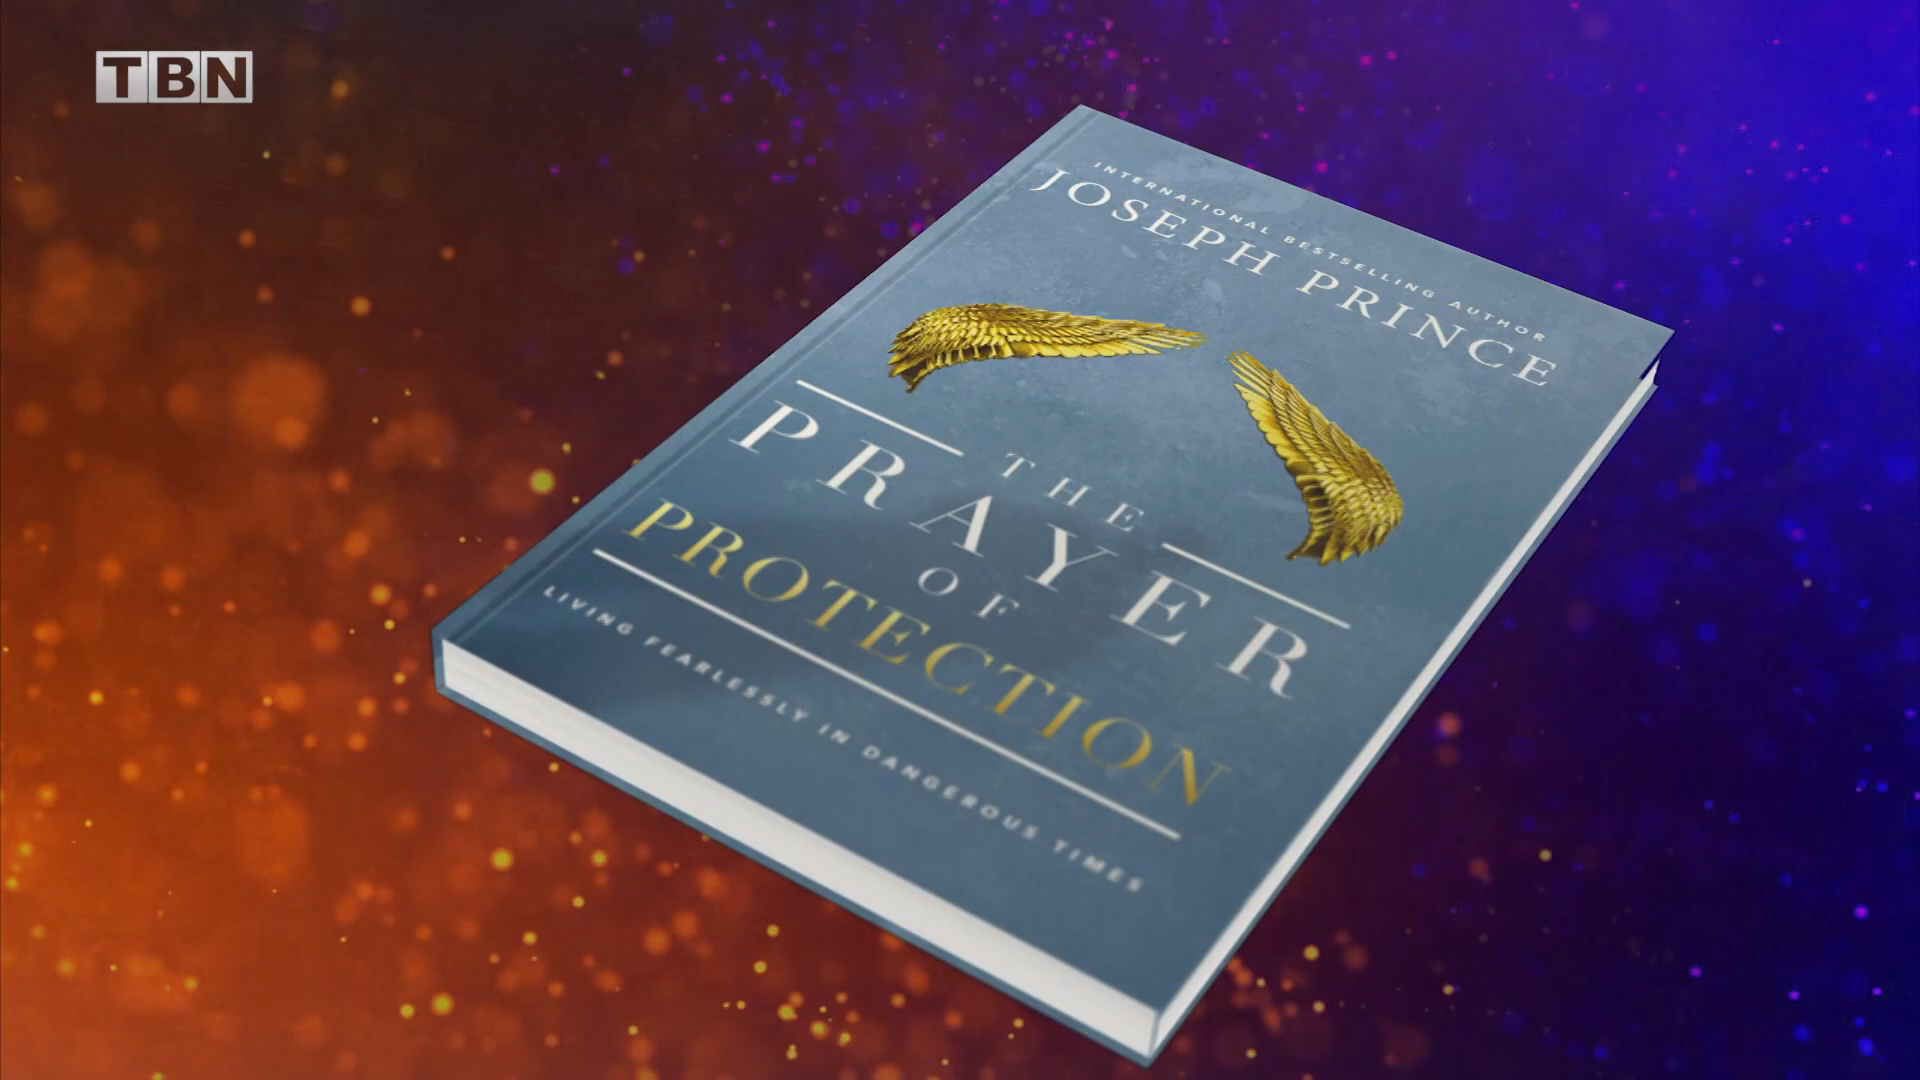 TBN
INTERNATIONAL BESTSELLING AUTHOR
JOSEPH PRINCE
THE
PRAYER
OF
PROTECTION
LIVING FEARLESSLY IN DANGEROUS TIMES